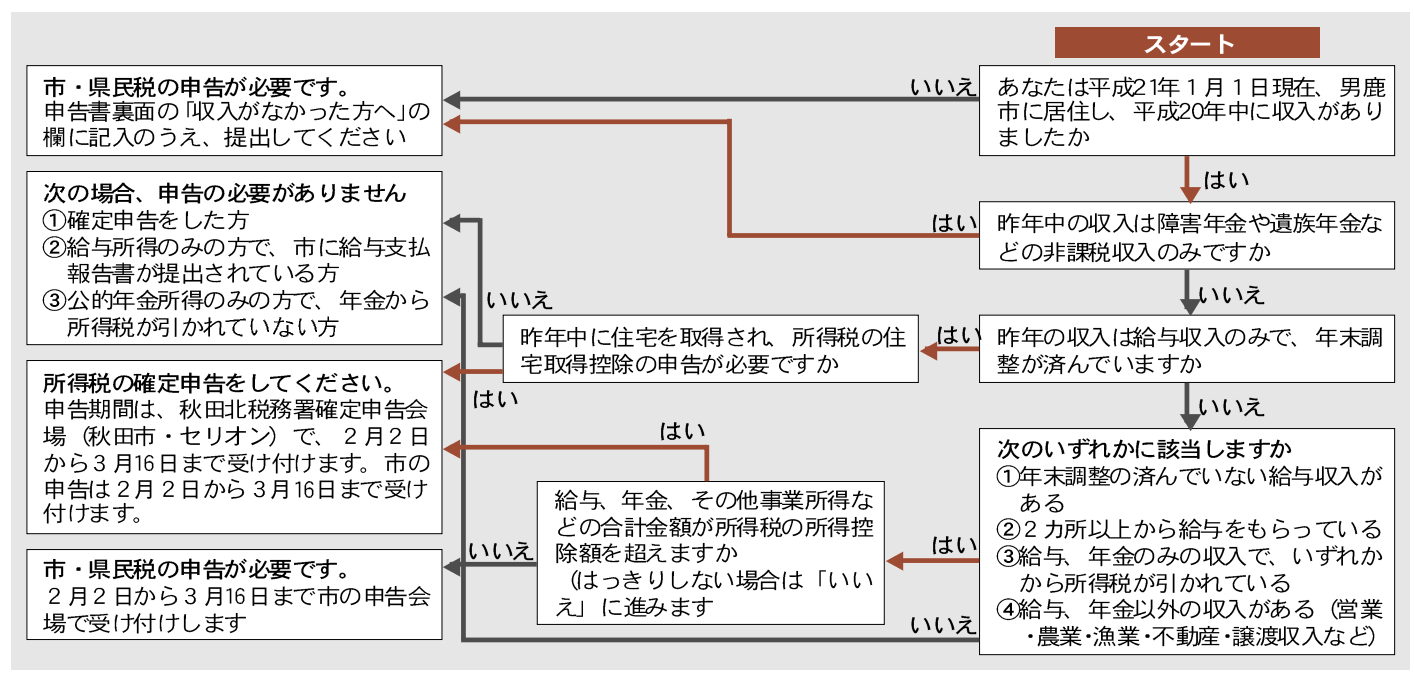 スタート
あなたは平成21年1月1日現在、男鹿
市に居住し、平成20年中に収入があり
ましたか
いいえ
はい
市・県民税の申告が必要です。
申告書裏面の「収入がなかった方へ」の
欄に記入のうえ、提出してください
昨年中の収入は障害年金や遺族年金な
どの非課税収入のみですか
はい
いいえ
次の場合、申告の必要がありません
①確定申告をした方
②給与所得のみの方で、市に給与支払
報告書が提出されている方
③公的年金所得のみの方で、年金から
所得税が引かれていない方
昨年の収入は給与収入のみで、年末調
整が済んでいますか
はい
いいえ
昨年中に住宅を取得され、所得税の住
宅取得控除の申告が必要ですか
いいえ
はい
所得税の確定申告をしてください。
申告期間は、秋田北税務署確定申告会
場（秋田市・セリオン）で、２月２日
から３月16日まで受け付けます。市の
申告は２月２日から３月16日まで受け
付けます。
次のいずれかに該当しますか
①年末調整の済んでいない給与収入が
ある
②２カ所以上から給与をもらっている
③給与、年金のみの収入で、いずれか
から所得税が引かれている
④給与、年金以外の収入がある（営業
・農業・漁業・不動産・譲渡収入など）
はい
いいえ
給与、年金、その他事業所得な
どの合計金額が所得税の所得控
除額を超えますか
（はっきりしない場合は「いい
え」に進みます
はい
いいえ
市・県民税の申告が必要です。
２月２日から３月16日まで市の申告会
場で受け付けします